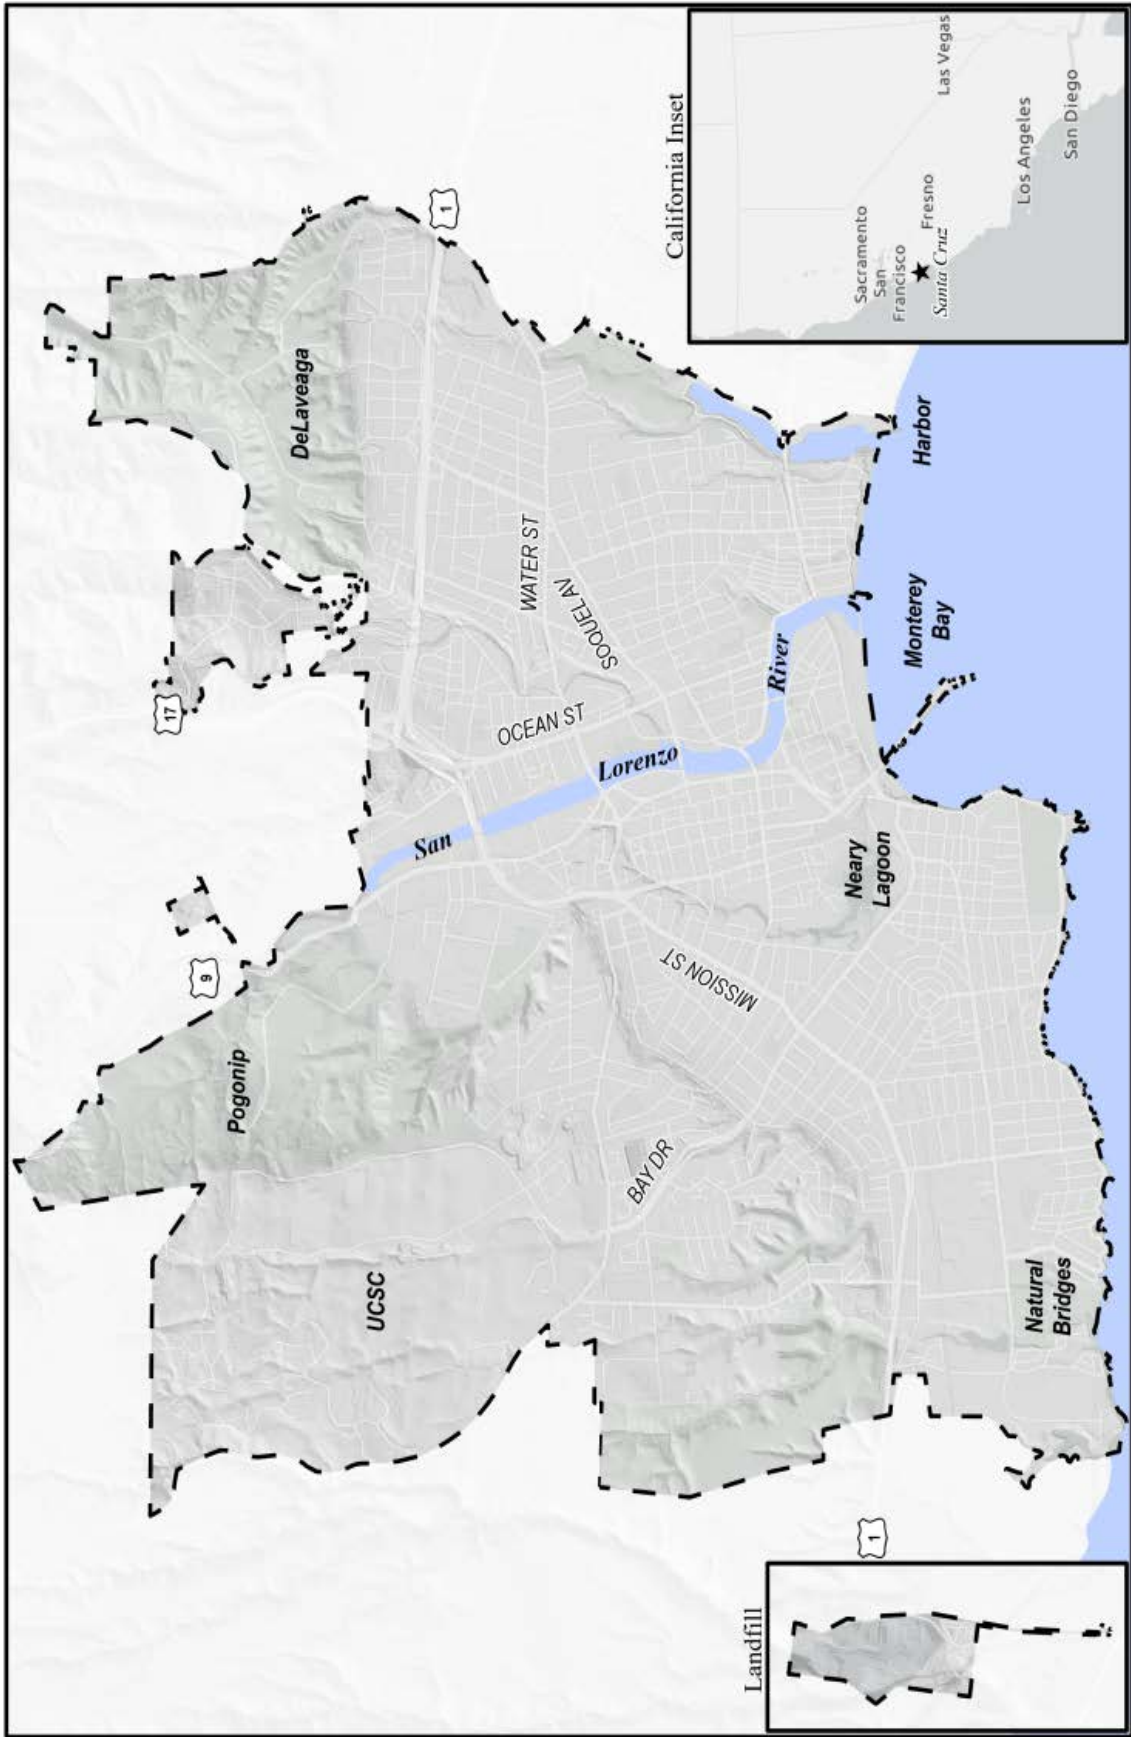 Landfill
1
UCSC
Pogonip
9
17
DeLaveaga
1
San
Lorenzo
River
OCEAN ST
WATER ST
SOQUEL AV
MISSION ST
BAY DR
Neary
Lagoon
Natural
Bridges
Monterey
Bay
Harbor
California Inset
Sacramento
San
Francisco
Santa Cruz
Fresno
Las Vegas
Los Angeles
San Diego